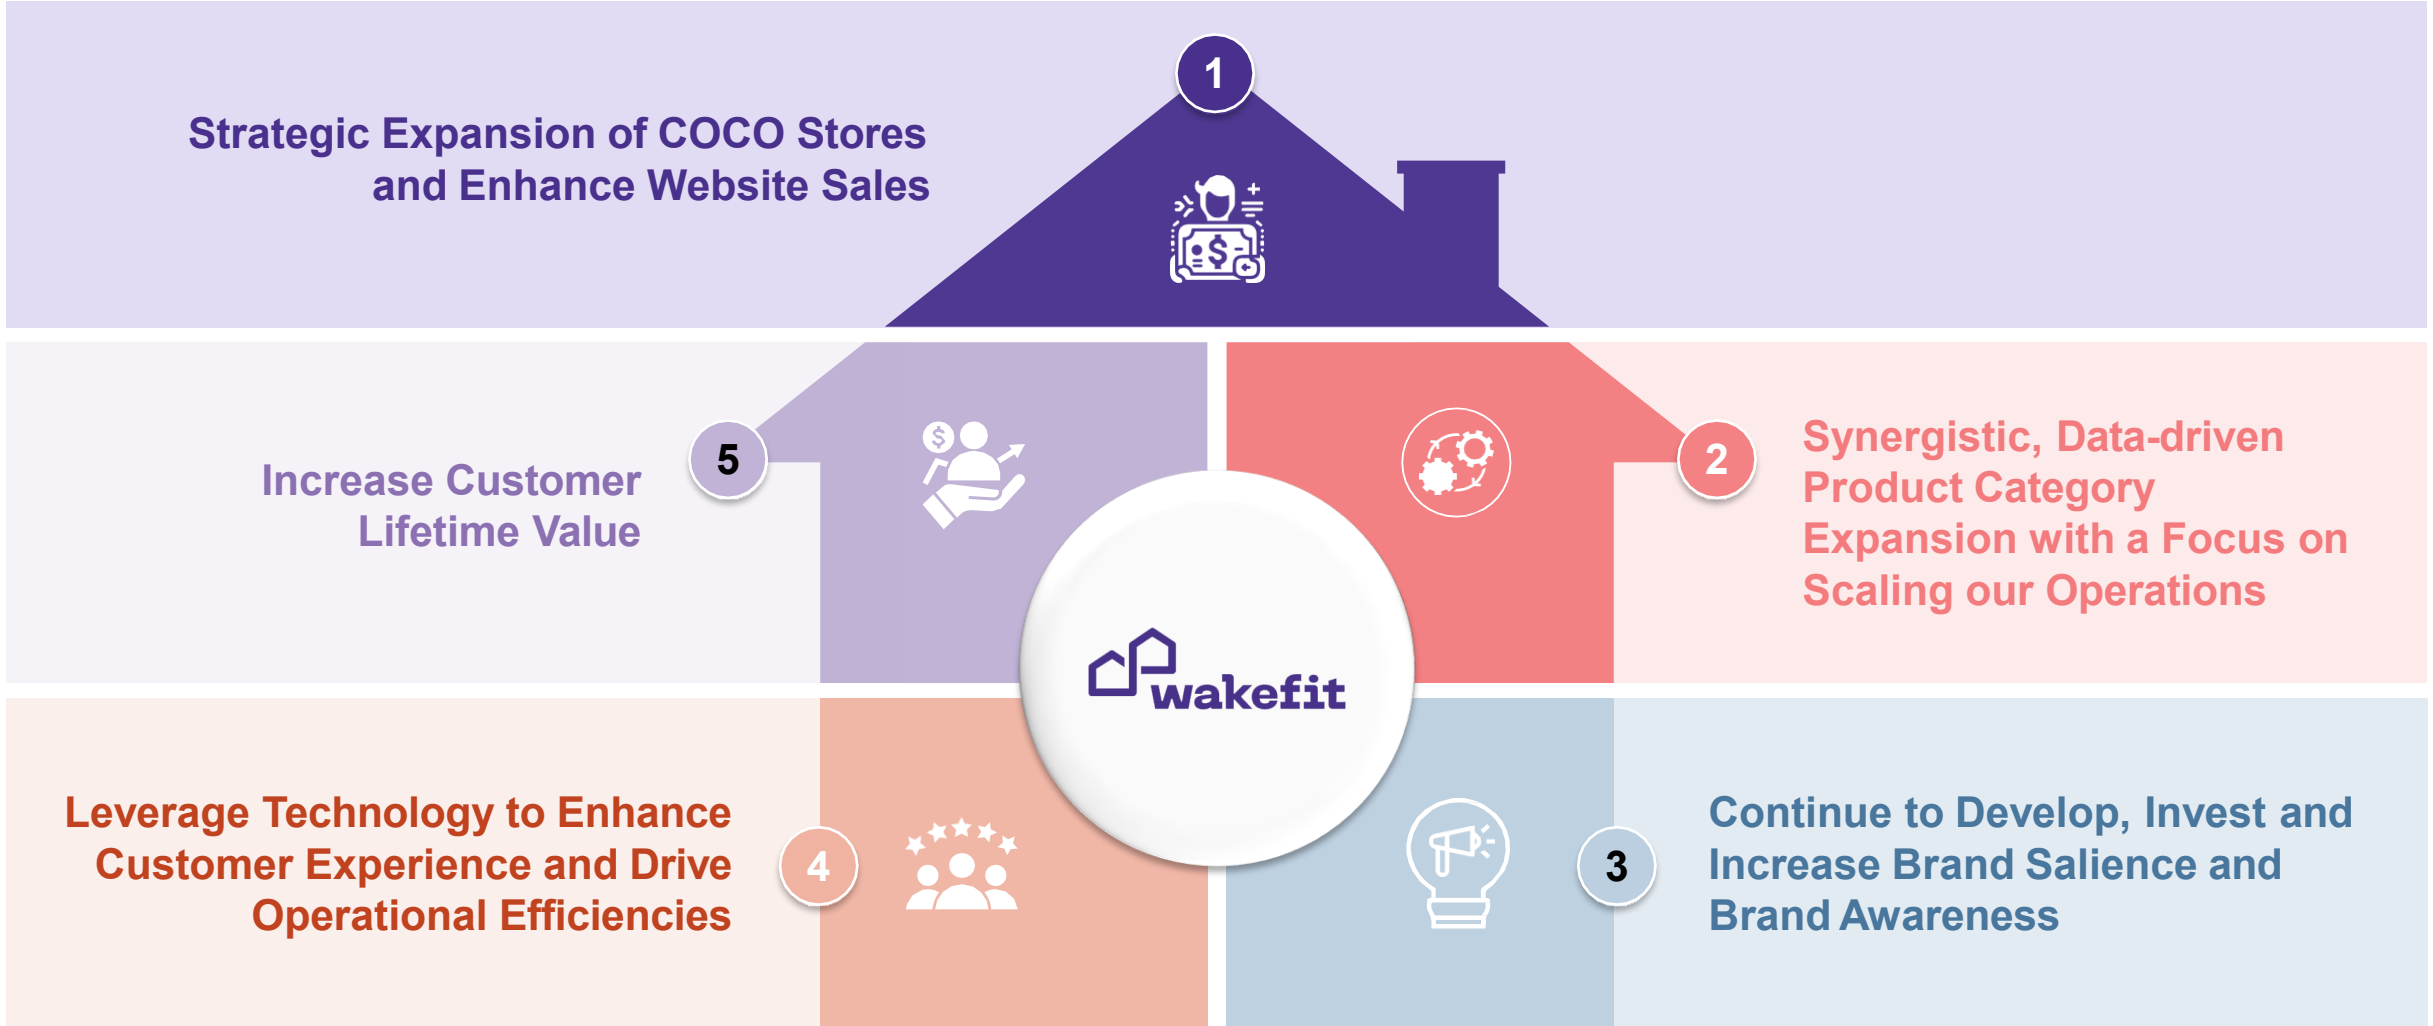 1
Strategic Expansion of COCO Stores
and Enhance Website Sales
5
Increase Customer
Lifetime Value
2
Synergistic, Data-driven
Product Category
Expansion with a Focus on
Scaling our Operations
wakefit
Leverage Technology to Enhance
Customer Experience and Drive
Operational Efficiencies
4
3
Continue to Develop, Invest and
Increase Brand Salience and
Brand Awareness